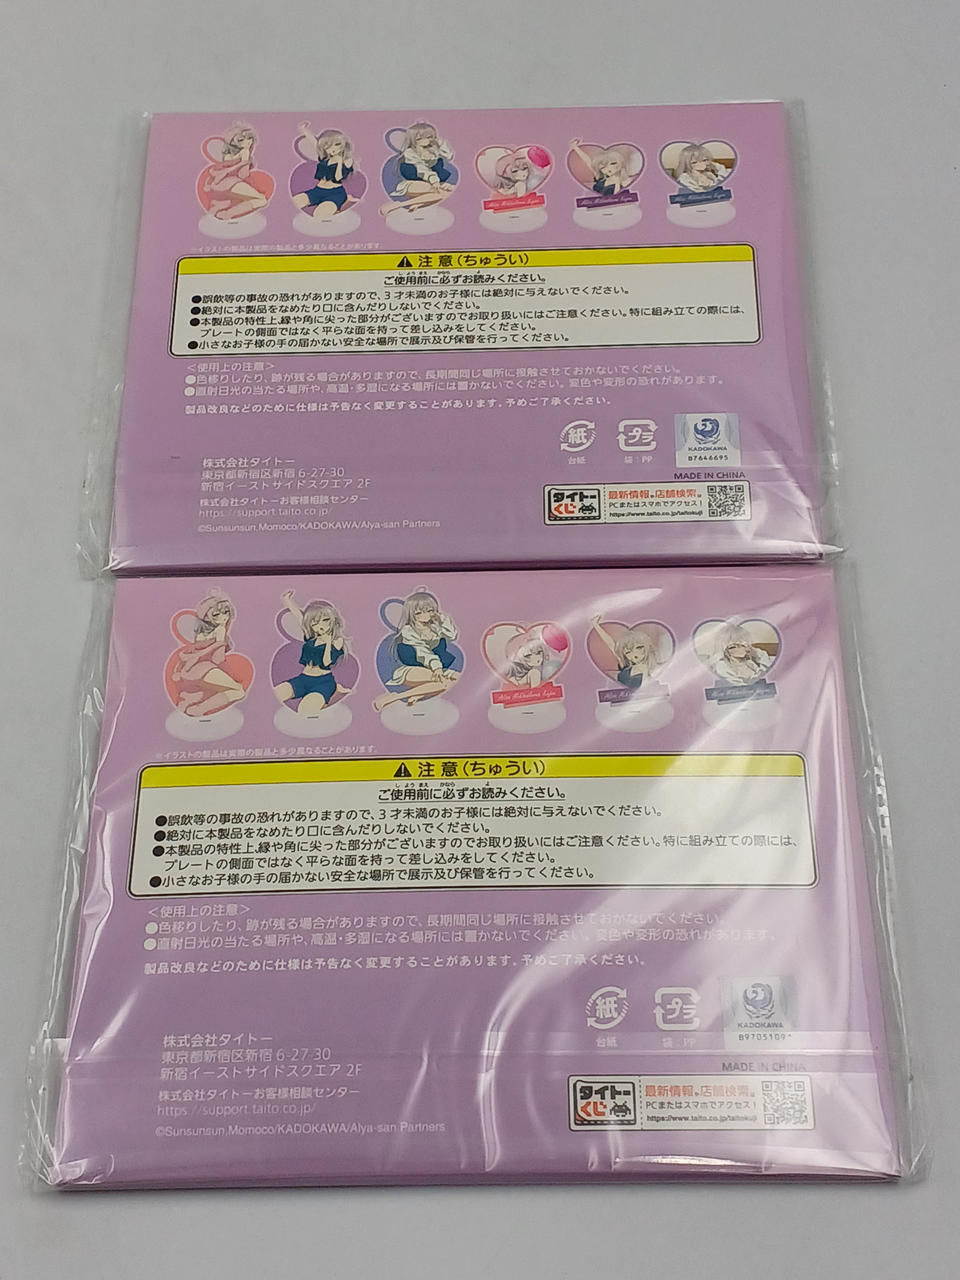 ※イラストの製品は実際の製品と多少異なることがあります。
注意(ちゅうい)
しようまえ かなら よ
ご使用前に必ずお読みください。
●誤飲等の事故の恐れがありますので、3才未満のお子様には絶対に与えないでください。
●絶対に本製品をなめたり口に含んだりしないでください。
●本製品の特性上、縁や角に尖った部分がございますのでお取り扱いにはご注意ください。特に組み立ての際には、
プレートの側面ではなく平らな面を持って差し込みをしてください。
●小さなお子様の手の届かない安全な場所で展示及び保管を行ってください。
＜使用上の注意＞
●色移りしたり、跡が残る場合がありますので、長期間同じ場所に接触させておかないでください。
●直射日光の当たる場所や、高温・多湿になる場所には置かないでください。変色や変形の恐れがあります。
製品改良などのために仕様は予告なく変更することがあります。予めご了承ください。
紙
台紙
プラ
袋:PP
KADOKAWA
B7646695
株式会社タイトー
東京都新宿区新宿 6-27-30
新宿イーストサイドスクエア 2F
株式会社タイトーお客様相談センター
https://support.taito.co.jp/
©Sunsunsun,Momoco/KADOKAWA/Alya-san Partners
MADE IN CHINA
タイトーくじ
最新情報や店舗検索は
PCまたはスマホでアクセス！
https://www.taito.co.jp/taitokuji
※イラストの製品は実際の製品と多少異なることがあります。
注意(ちゅうい)
しようまえ かなら よ
ご使用前に必ずお読みください。
●誤飲等の事故の恐れがありますので、3才未満のお子様には絶対に与えないでください。
●絶対に本製品をなめたり口に含んだりしないでください。
●本製品の特性上、縁や角に尖った部分がございますのでお取り扱いにはご注意ください。特に組み立ての際には、
プレートの側面ではなく平らな面を持って差し込みをしてください。
●小さなお子様の手の届かない安全な場所で展示及び保管を行ってください。
＜使用上の注意＞
●色移りしたり、跡が残る場合がありますので、長期間同じ場所に接触させておかないでください。
●直射日光の当たる場所や、高温・多湿になる場所には置かないでください。変色や変形の恐れがあります。
製品改良などのために仕様は予告なく変更することがあります。予めご了承ください。
紙
台紙
プラ
袋:PP
KADOKAWA
株式会社タイトー
東京都新宿区新宿 6-27-30
新宿イーストサイドスクエア 2F
株式会社タイトーお客様相談センター
https://support.taito.co.jp/
©Sunsunsun,Momoco/KADOKAWA/Alya-san Partners
MADE IN CHINA
タイトーくじ
最新情報や店舗検索は
PCまたはスマホでアクセス！
https://www.taito.co.jp/taitokuji